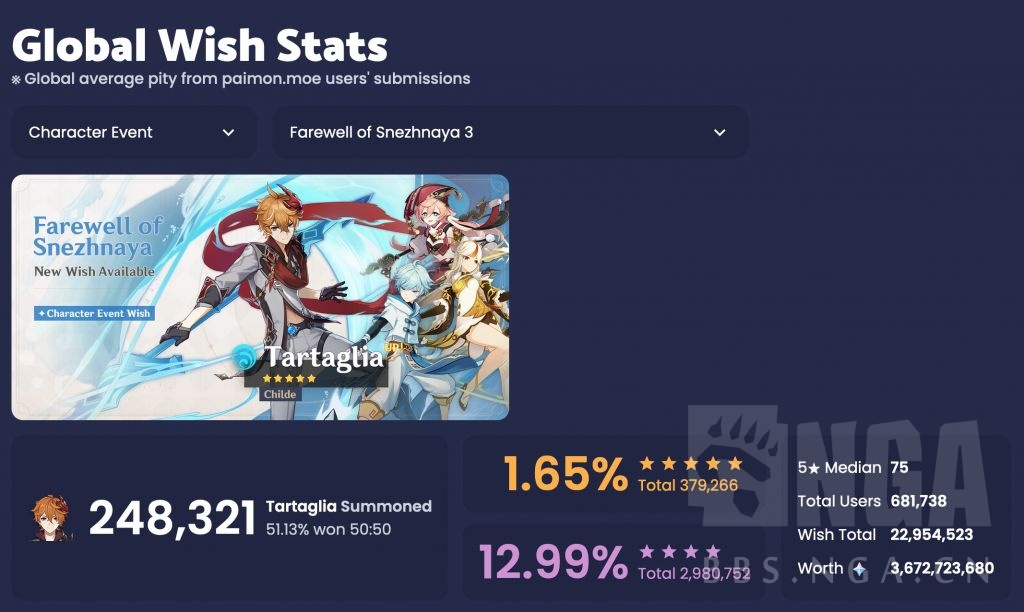 Global Wish Stats
※ Global average pity from paimon.moe users' submissions
Character Event
Farewell of Snezhnaya 3
Farewell of
Snezhnaya
New Wish Available
✦Character Event Wish
Tartaglia
up!
★★★★★
Childe
248,321
Tartaglia Summoned
51.13% won 50:50
1.65%
★★★★★
Total 379,266
12.99%
★★★★
Total 2,980,752
5★ Median 75
Total Users 681,738
Wish Total 22,954,523
Worth 3,672,723,680
NGA
BBS.NGA.CN